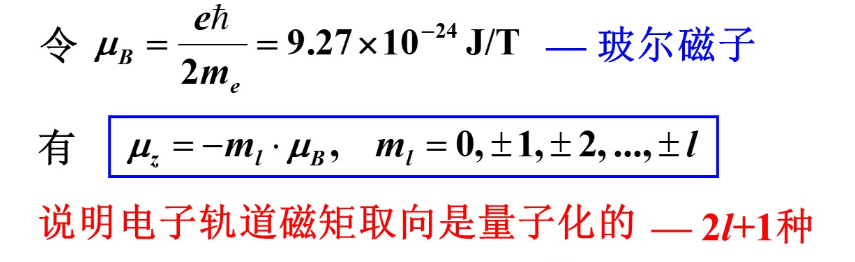 令 μ_B = eħ/2m_e = 9.27×10⁻²⁴ J/T — 玻尔磁子
有 μ_z = −m_l · μ_B, m_l = 0, ±1, ±2, ..., ±l
说明电子轨道磁矩取向是量子化的 — 2l+1种